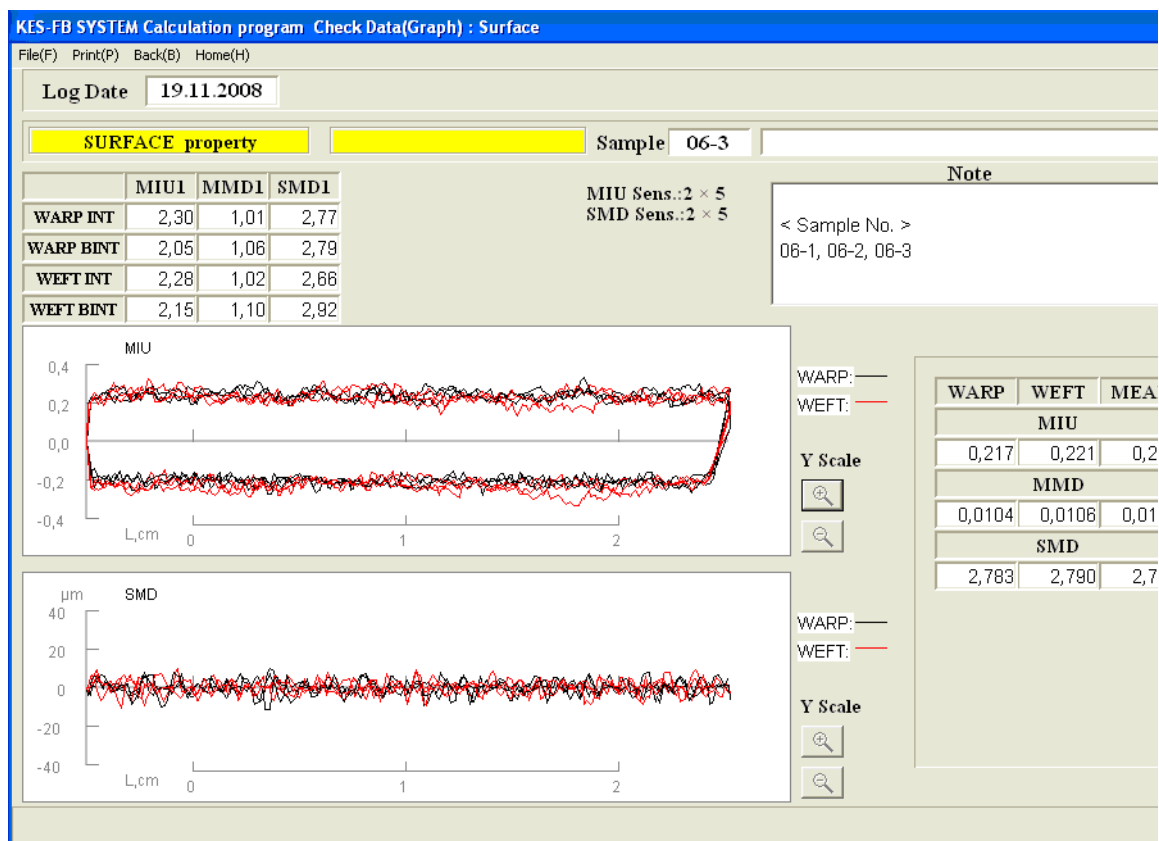 KES-FB SYSTEM Calculation program Check Data(Graph) : Surface
File(F) Print(P) Back(B) Home(H)
Log Date 19.11.2008
SURFACE property Sample 06-3
Note
MIU1 MMD1 SMD1
WARP INT 2,30 1,01 2,77
WARP BINT 2,05 1,06 2,79
WEFT INT 2,28 1,02 2,66
WEFT BINT 2,15 1,10 2,92
MIU Sens.:2 × 5
SMD Sens.:2 × 5
< Sample No. >
06-1, 06-2, 06-3
MIU
0,4
0,2
0,0
-0,2
-0,4
L,cm 0 1 2
WARP:
WEFT:
Y Scale
WARP WEFT MEA
MIU
0,217 0,221 0,2
MMD
0,0104 0,0106 0,01
SMD
2,783 2,790 2,7
μm SMD
40
20
0
-20
-40
L,cm 0 1 2
WARP:
WEFT:
Y Scale